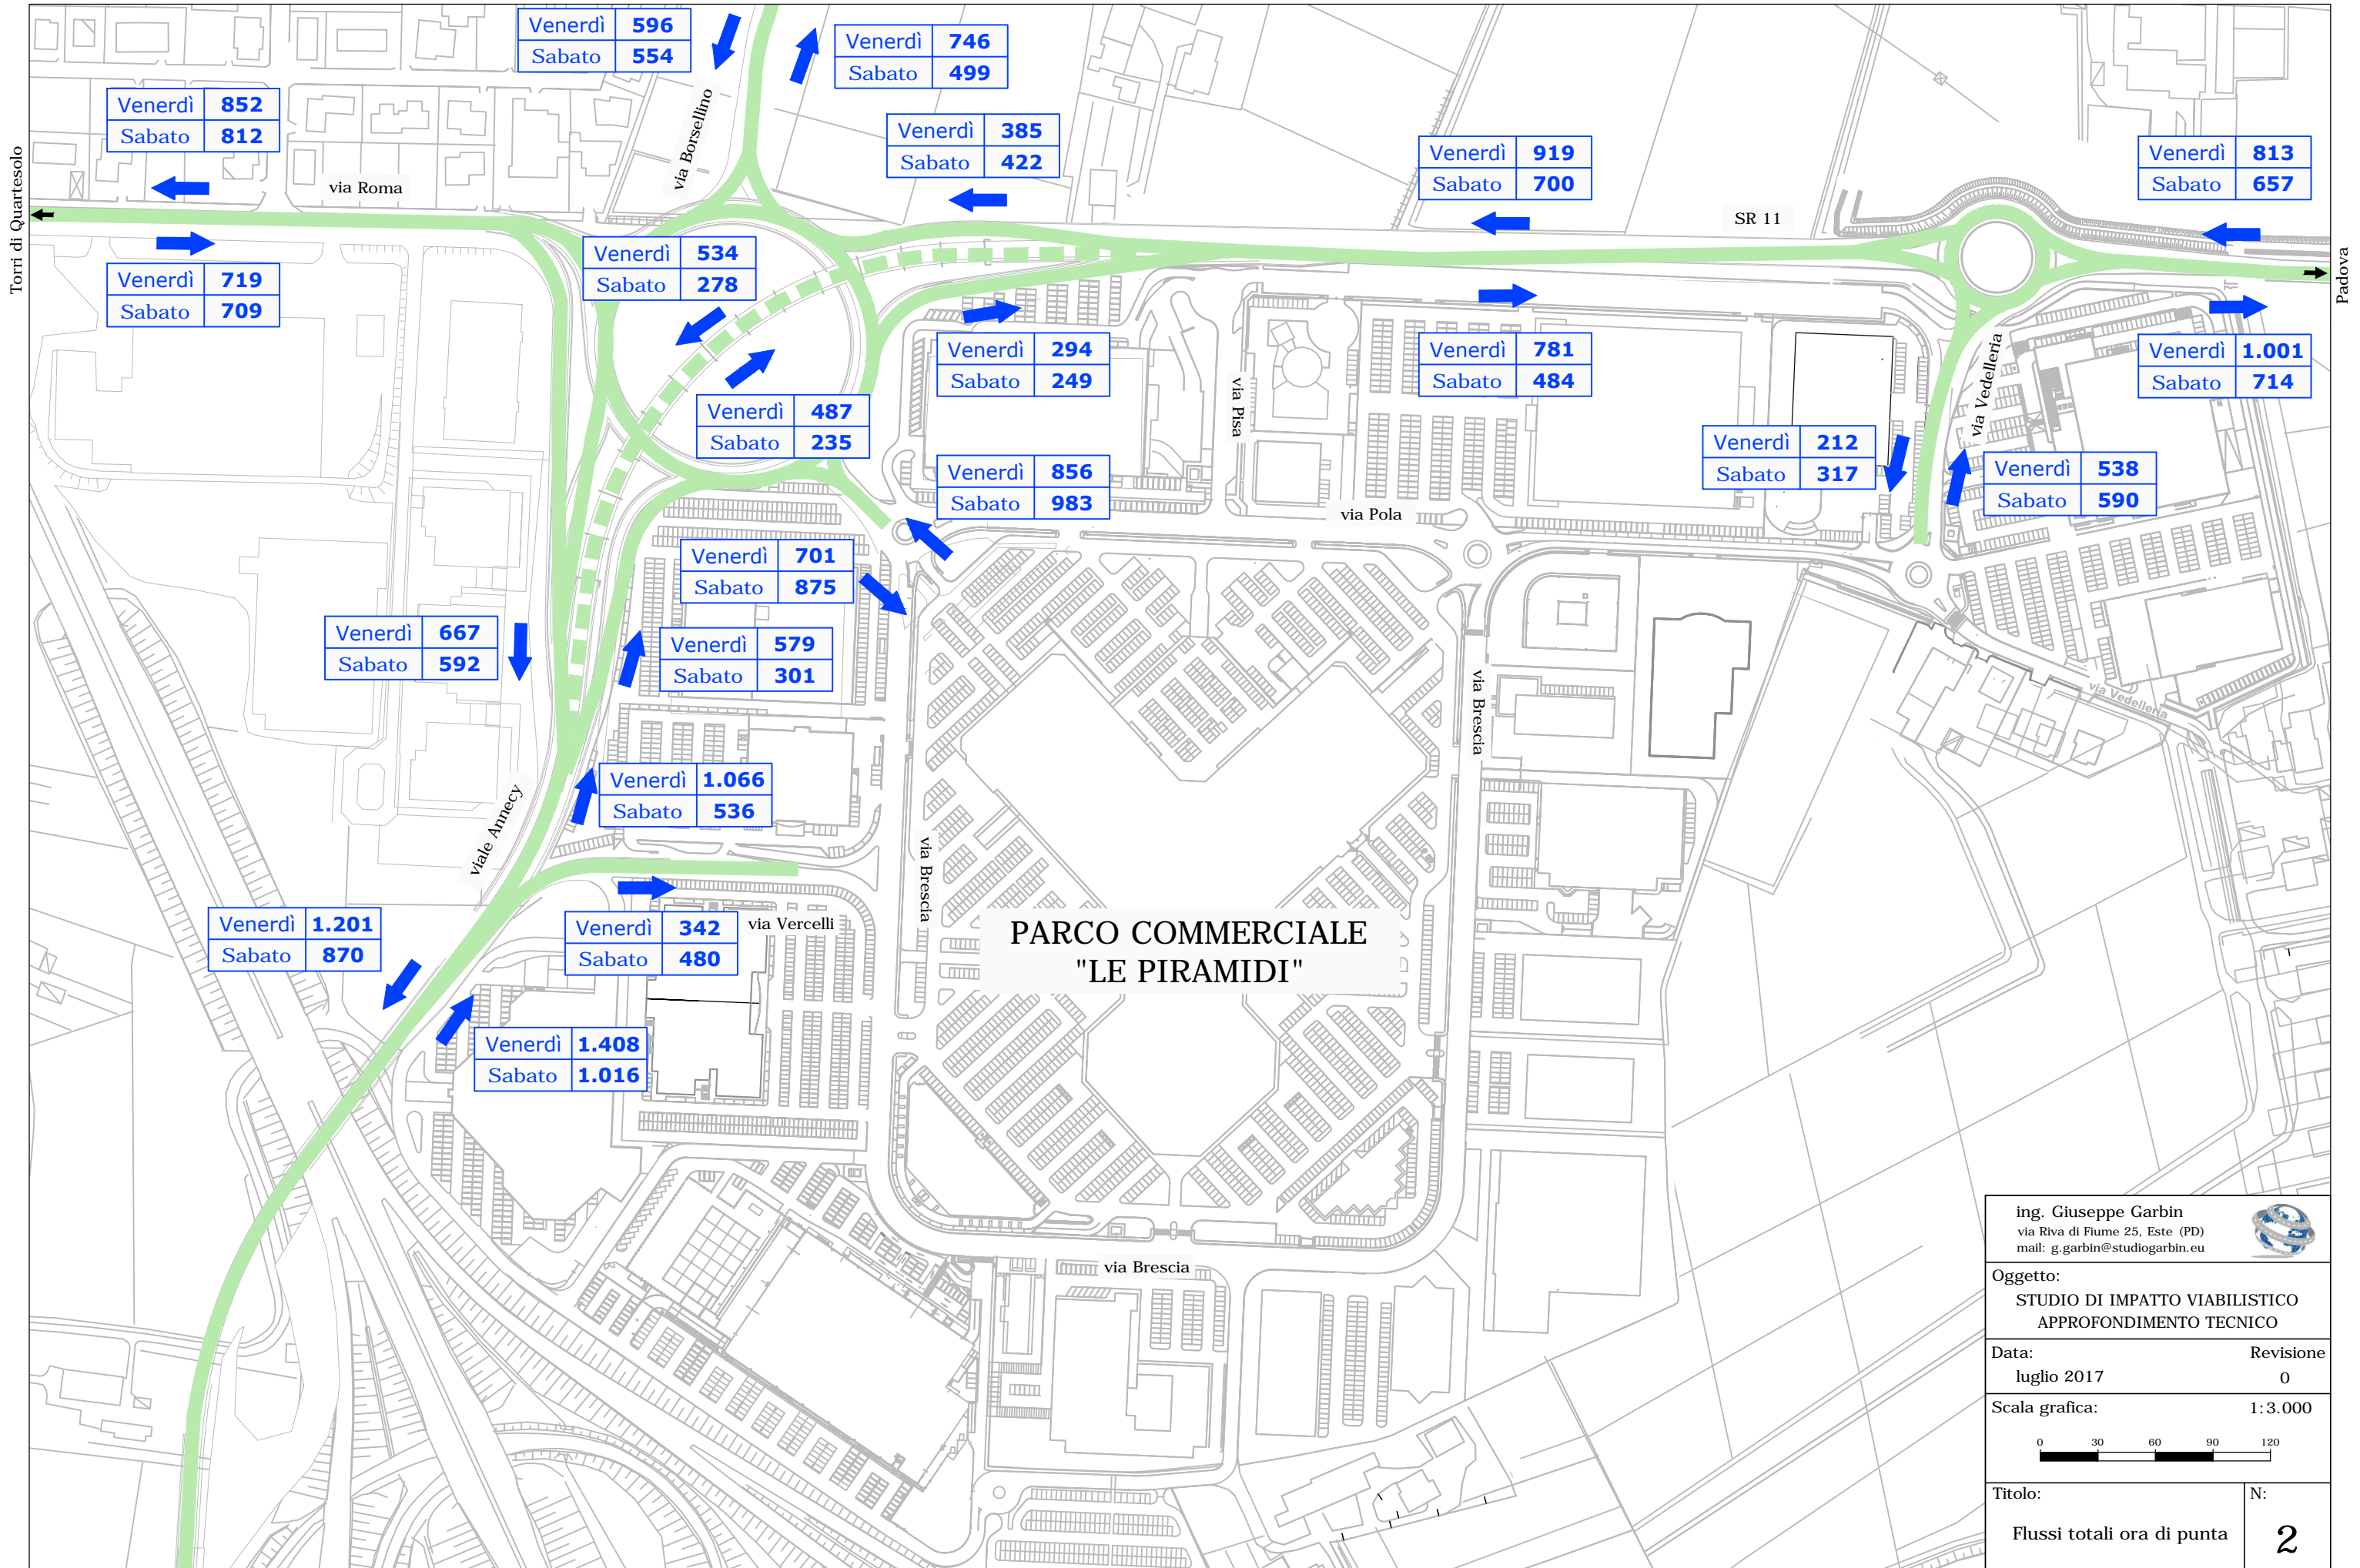 Venerdì 596
Sabato 554
Venerdì 746
Sabato 499
Venerdì 852
Sabato 812
via Borsellino
Venerdì 385
Sabato 422
Venerdì 919
Sabato 700
Venerdì 813
Sabato 657
Torri di Quartesolo
via Roma
SR 11
Padova
Venerdì 719
Sabato 709
Venerdì 534
Sabato 278
Venerdì 294
Sabato 249
Venerdì 781
Sabato 484
Venerdì 1.001
Sabato 714
via Pisa
via Vedelleria
Venerdì 487
Sabato 235
Venerdì 212
Sabato 317
Venerdì 856
Sabato 983
Venerdì 538
Sabato 590
via Pola
Venerdì 701
Sabato 875
Venerdì 667
Sabato 592
Venerdì 579
Sabato 301
via Brescia
via Vedelleria
Venerdì 1.066
Sabato 536
viale Annecy
via Brescia
Venerdì 1.201
Sabato 870
Venerdì 342
Sabato 480
via Vercelli
PARCO COMMERCIALE
"LE PIRAMIDI"
Venerdì 1.408
Sabato 1.016
via Brescia
ing. Giuseppe Garbin
via Riva di Fiume 25, Este (PD)
mail: g.garbin@studiogarbin.eu
Oggetto:
STUDIO DI IMPATTO VIABILISTICO
APPROFONDIMENTO TECNICO
Data: Revisione
luglio 2017 0
Scala grafica: 1:3.000
0 30 60 90 120
Titolo: N:
Flussi totali ora di punta 2